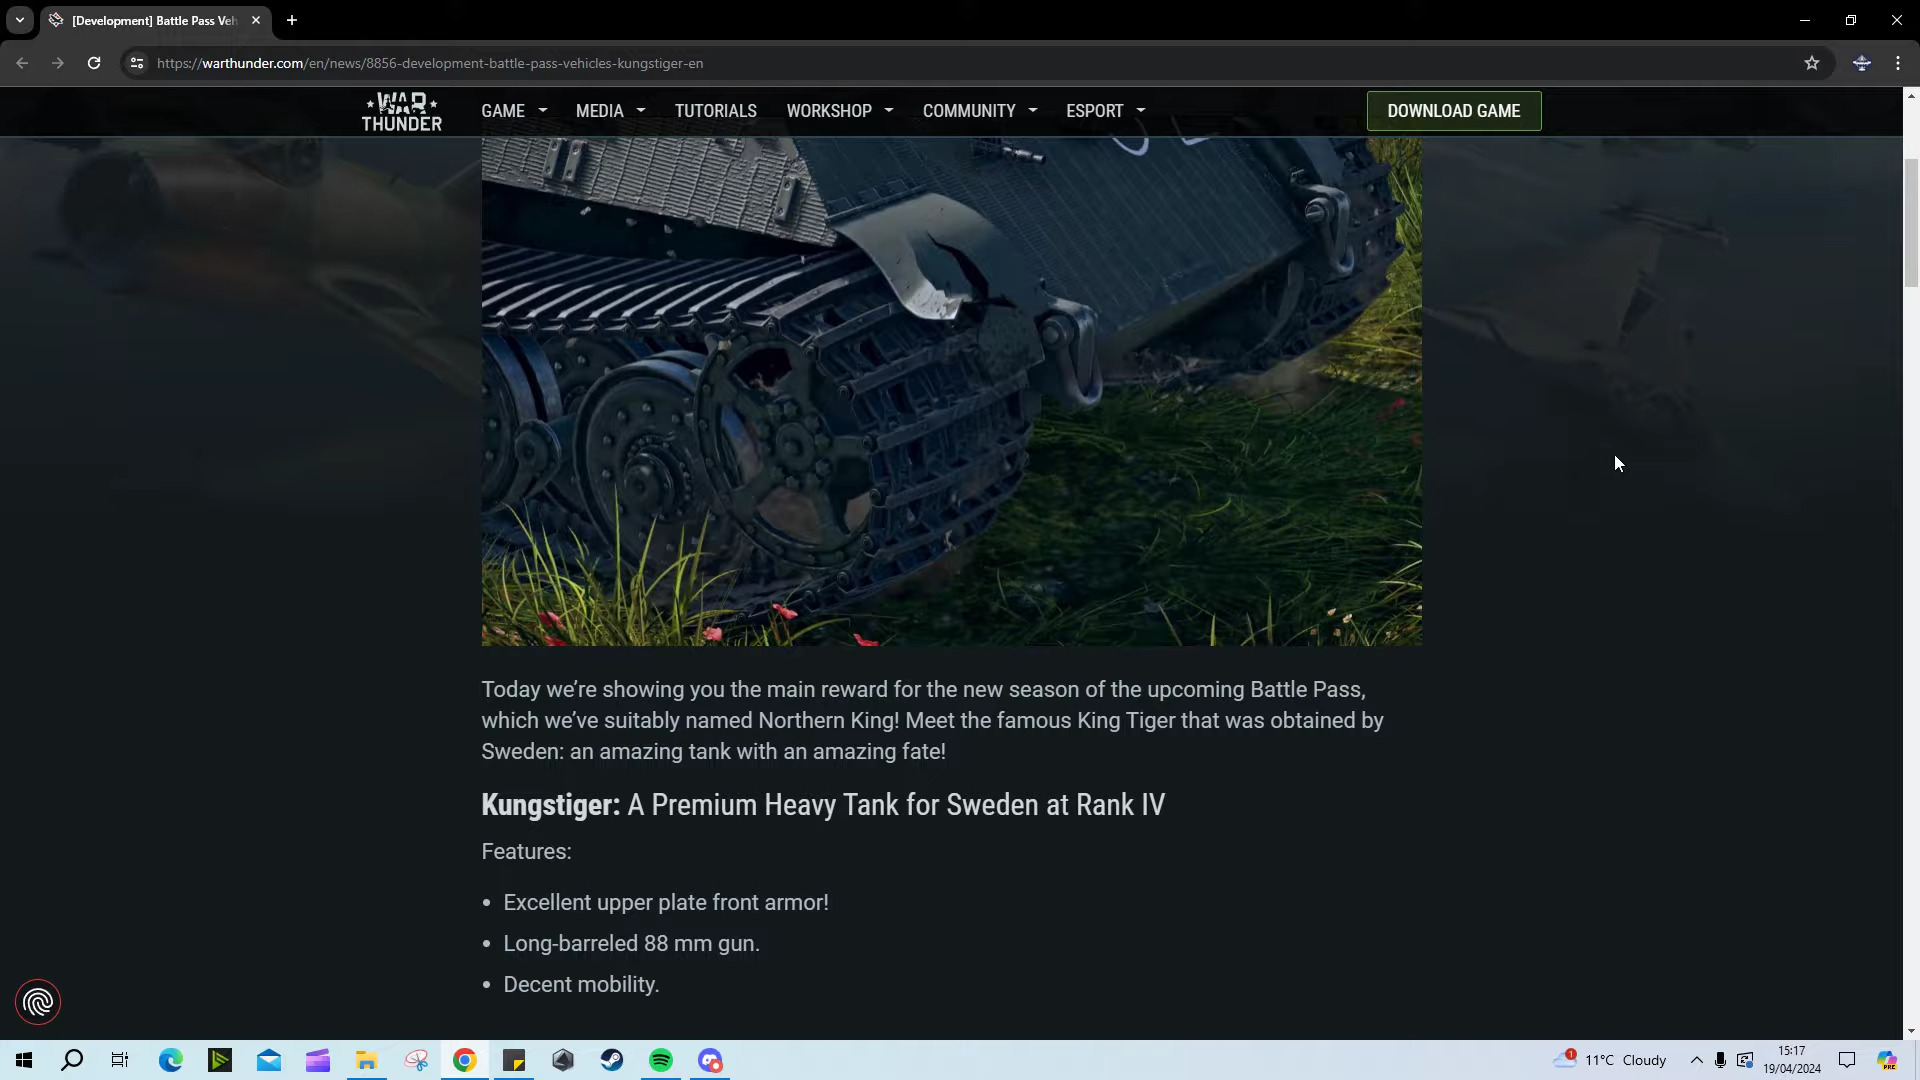 [Development] Battle Pass Veh
https://warthunder.com/en/news/8856-development-battle-pass-vehicles-kungstiger-en
WAR THUNDER
GAME MEDIA TUTORIALS WORKSHOP COMMUNITY ESPORT DOWNLOAD GAME
Today we’re showing you the main reward for the new season of the upcoming Battle Pass,
which we’ve suitably named Northern King! Meet the famous King Tiger that was obtained by
Sweden: an amazing tank with an amazing fate!
Kungstiger: A Premium Heavy Tank for Sweden at Rank IV
Features:
• Excellent upper plate front armor!
• Long-barreled 88 mm gun.
• Decent mobility.
1 11°C Cloudy
15:17
19/04/2024
PRE